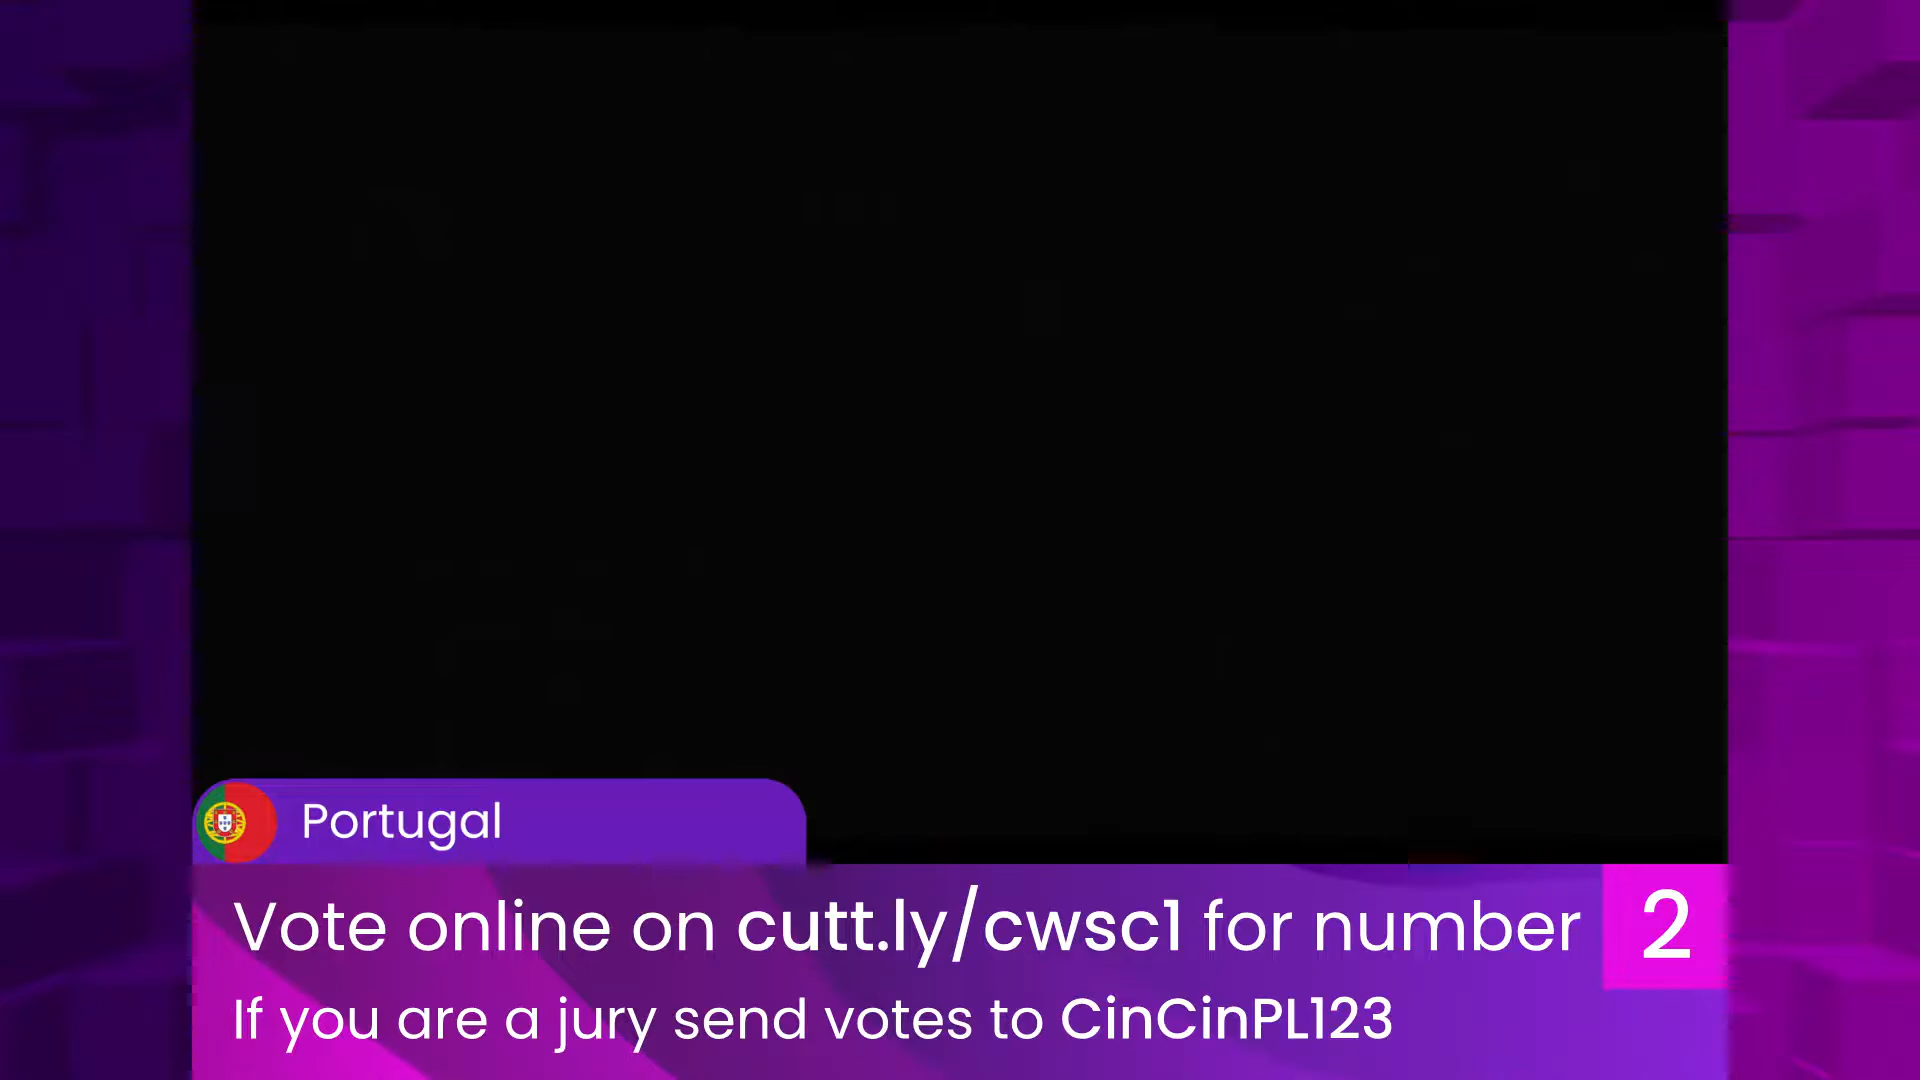 Portugal
Vote online on cutt.ly/cwsc1 for number 2
If you are a jury send votes to CinCinPL123